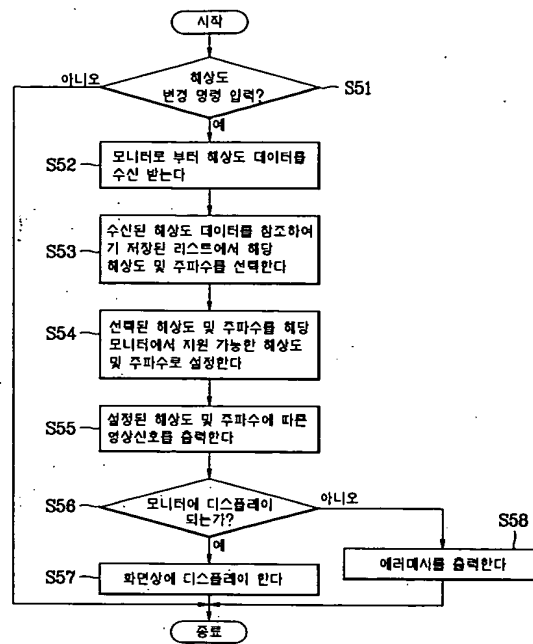 시작
아니오
해상도
변경 명령 입력?
S51
예
S52
모니터로 부터 해상도 데이터를
수신 받는다
S53
수신된 해상도 데이터를 참조하여
기 저장된 리스트에서 해당
해상도 및 주파수를 선택한다
S54
선택된 해상도 및 주파수를 해당
모니터에서 지원 가능한 해상도
및 주파수로 설정한다
S55
설정된 해상도 및 주파수에 따른
영상신호를 출력한다
S56
모니터에 디스플레이
되는가?
아니오
예
S58
에러메시를 출력한다
S57
화면상에 디스플레이 한다
종료